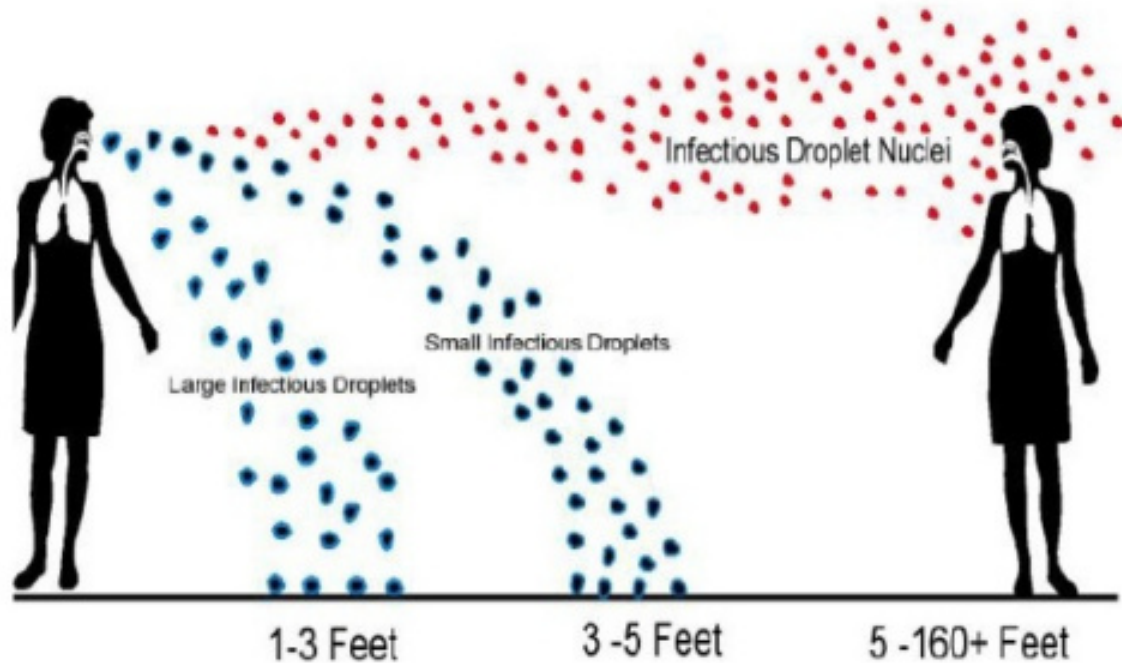 Infectious Droplet Nuclei
Small Infectious Droplets
Large Infectious Droplets
1-3 Feet
3 -5 Feet
5 -160+ Feet